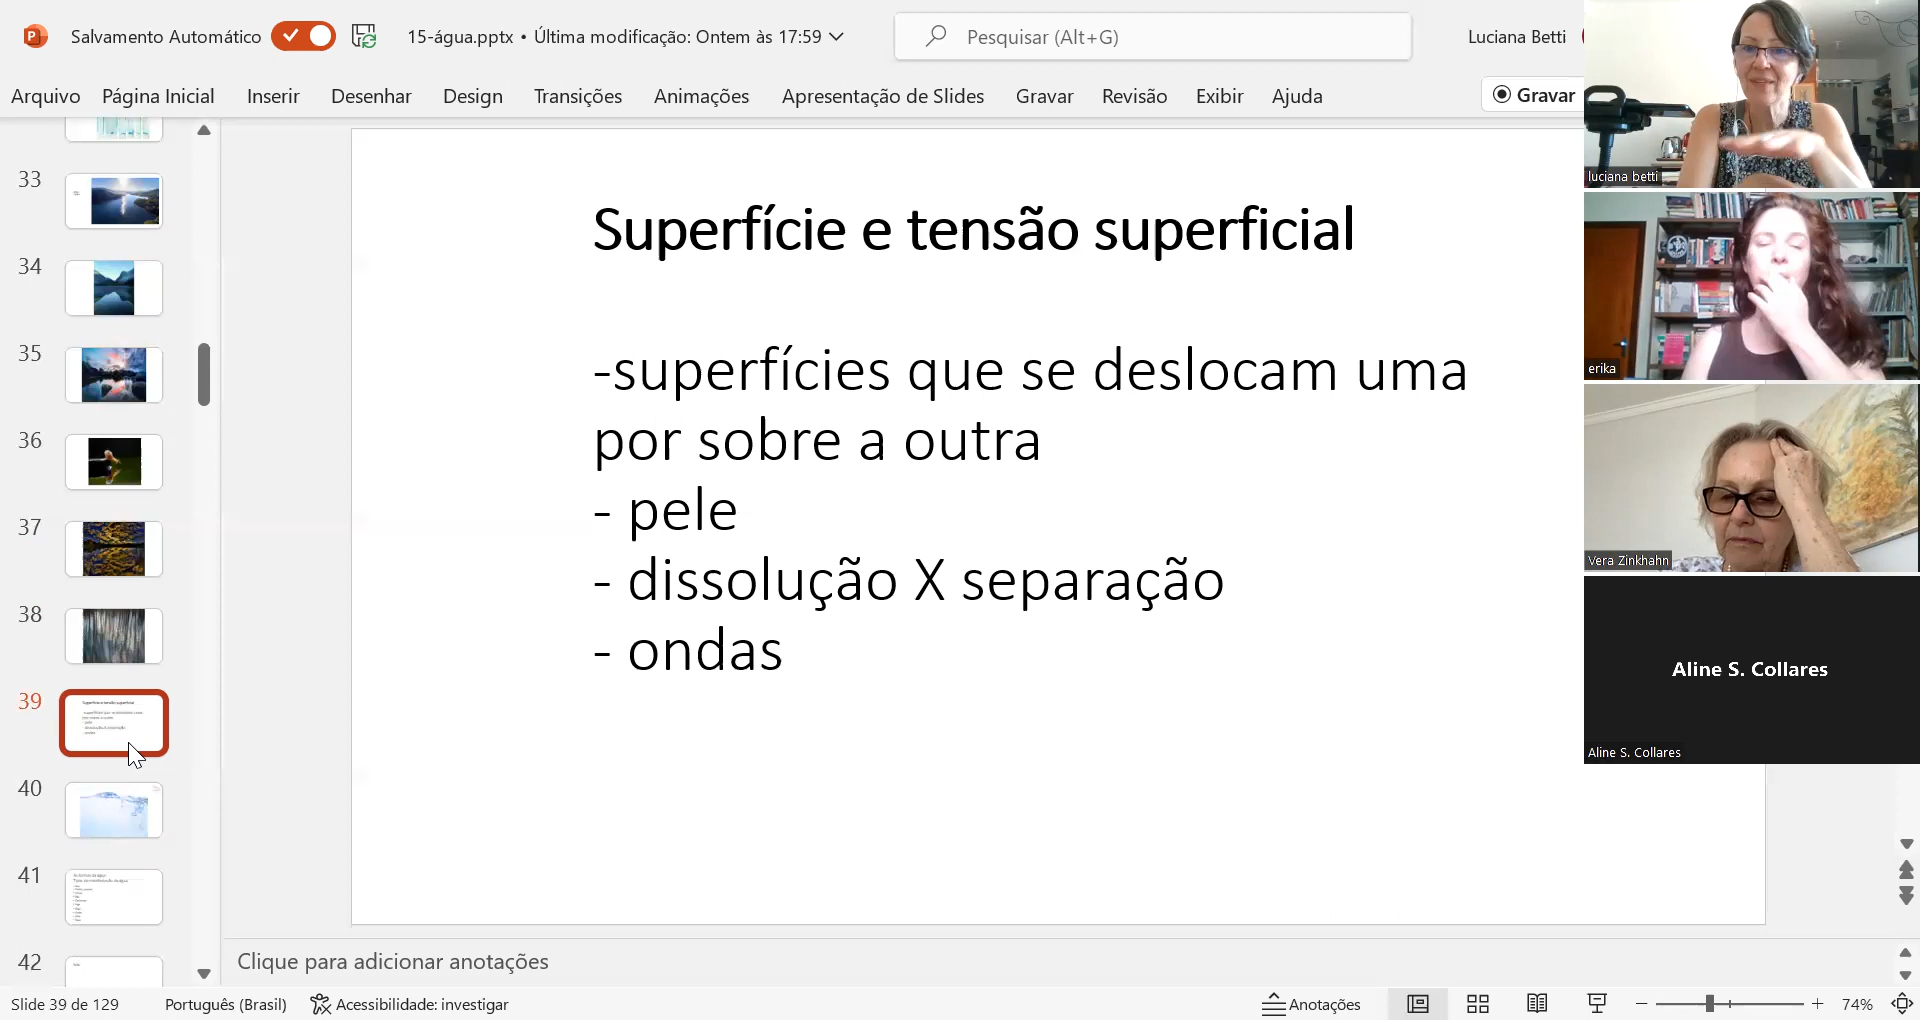 Salvamento Automático
15-água.pptx • Última modificação: Ontem às 17:59
Pesquisar (Alt+G)
Luciana Betti
Arquivo Página Inicial Inserir Desenhar Design Transições Animações Apresentação de Slides Gravar Revisão Exibir Ajuda
Gravar
33
34
35
36
37
38
39
40
41
42
Superfície e tensão superficial
-superfícies que se deslocam uma
por sobre a outra
- pele
- dissolução X separação
- ondas
luciana betti
erika
Vera Zinkhahn
Aline S. Collares
Aline S. Collares
Clique para adicionar anotações
Slide 39 de 129
Português (Brasil)
Acessibilidade: investigar
Anotações
74%